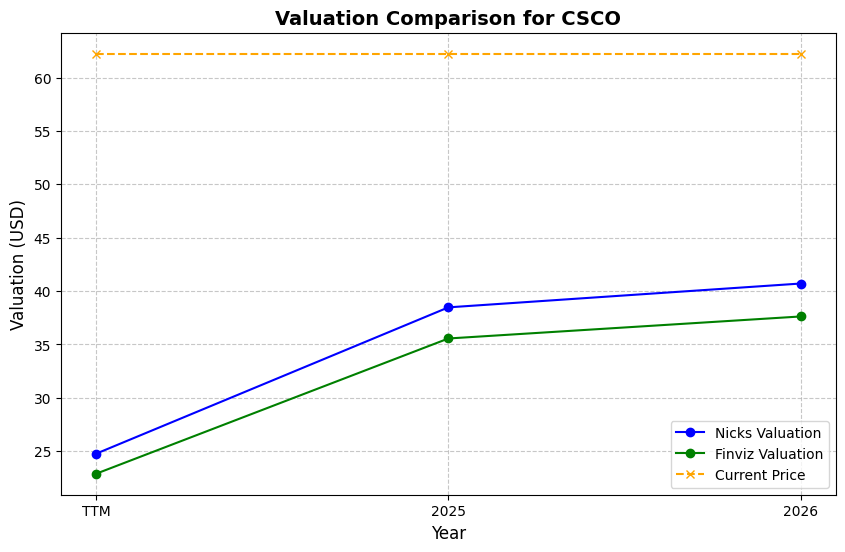 Valuation Comparison for CSCO
Valuation (USD)
60
55
50
45
40
35
30
25
Nicks Valuation
Finviz Valuation
Current Price
TTM 2025 2026
Year